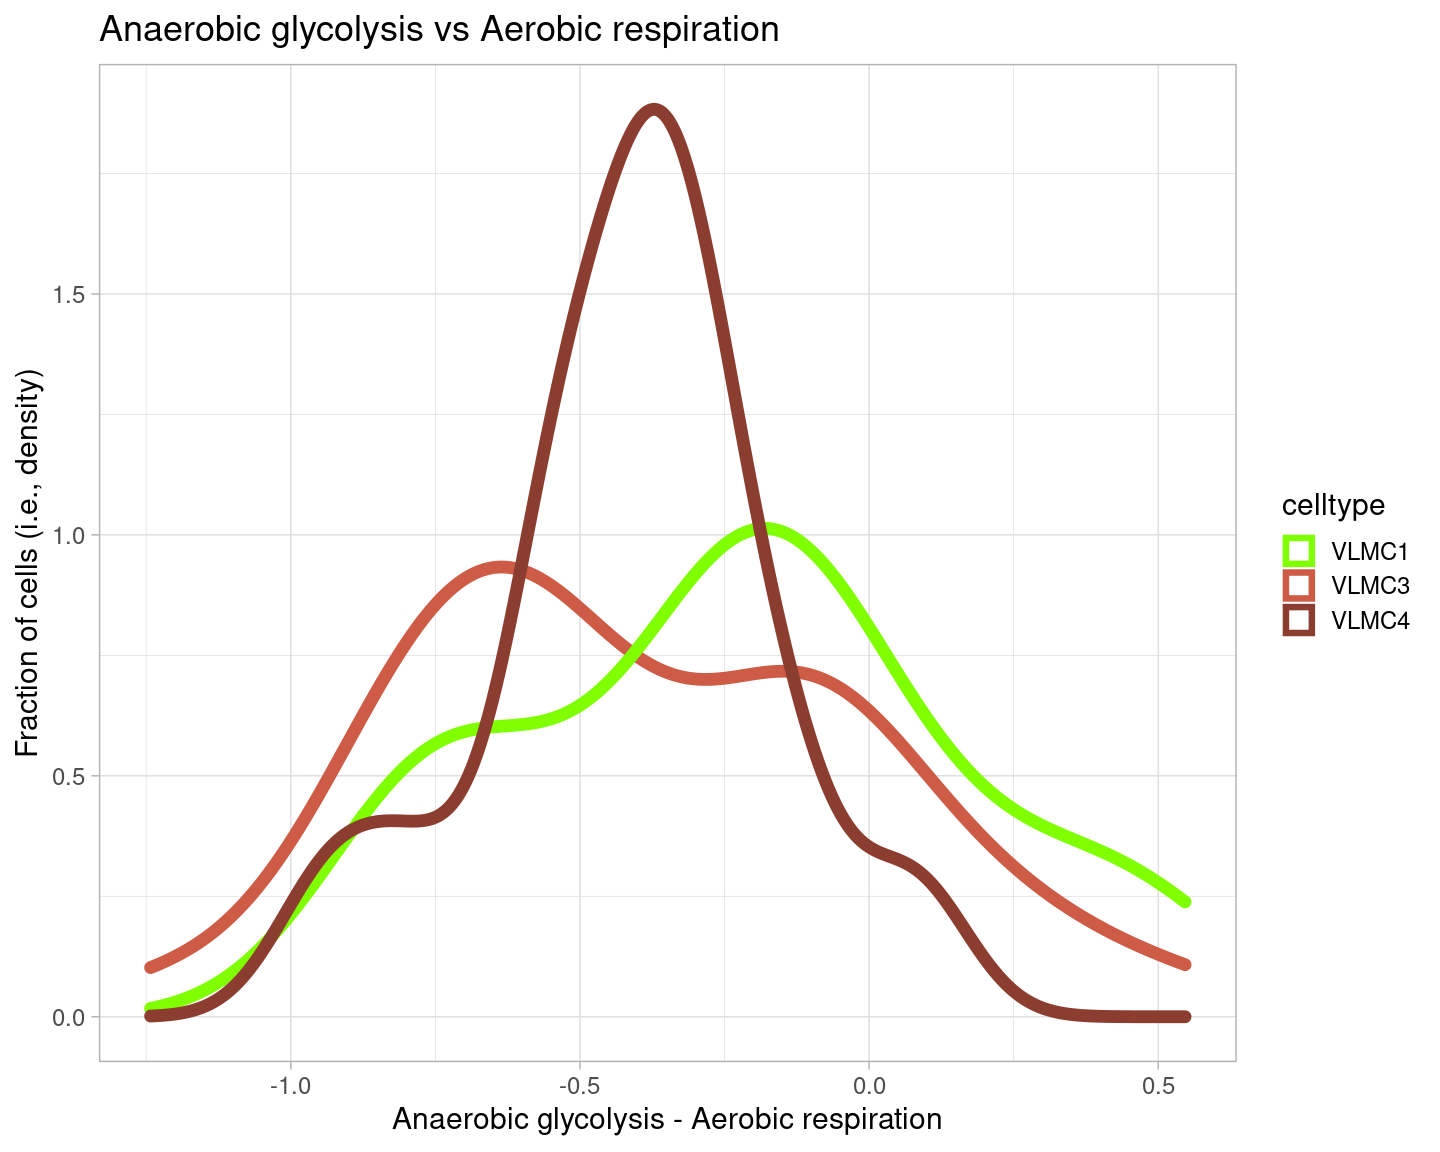 Anaerobic glycolysis vs Aerobic respiration
Fraction of cells (i.e., density)
1.5
1.0
0.5
0.0
-1.0
-0.5
0.0
0.5
Anaerobic glycolysis - Aerobic respiration
celltype
VLMC1
VLMC3
VLMC4